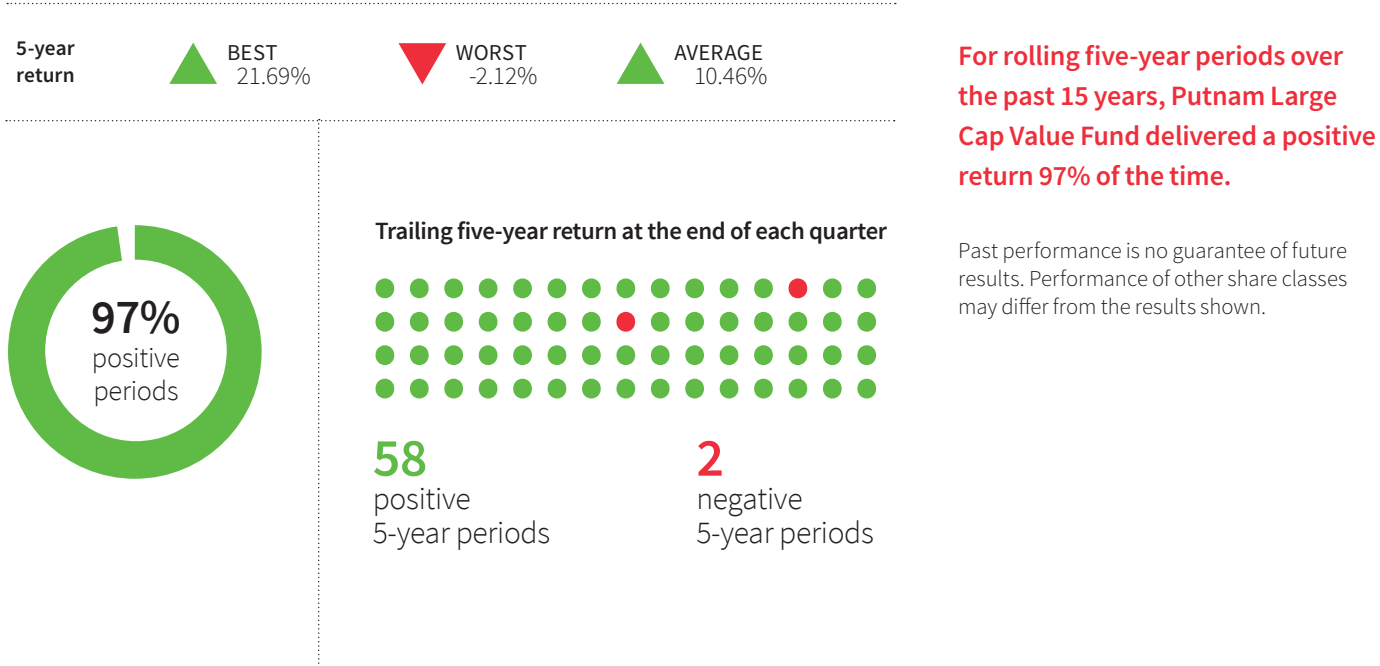 5-year
return
BEST
21.69%
WORST
-2.12%
AVERAGE
10.46%
For rolling five-year periods over
the past 15 years, Putnam Large
Cap Value Fund delivered a positive
return 97% of the time.
Past performance is no guarantee of future
results. Performance of other share classes
may differ from the results shown.
97%
positive
periods
Trailing five-year return at the end of each quarter
58
positive
5-year periods
2
negative
5-year periods